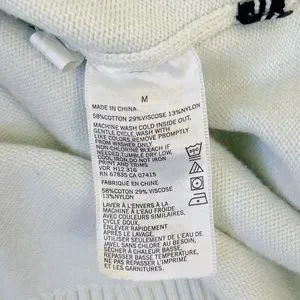 M
MADE IN CHINA
58%COTTON 29%VISCOSE 13%NYLON
MACHINE WASH COLD INSIDE OUT,
GENTLE CYCLE,WASH WITH
LIKE COLORS,REMOVE PROMPTLY
FROM WASHER,ONLY
NON-CHLORINE BLEACH IF
NEEDED,TUMBLE DRY LOW,
COOL IRON,DO NOT IRON
PRINT AND TRIMS
VOR H12.316
RN 67835 CA 07415
FABRIQUÉ EN CHINE
58%COTON 29% VISCOSE
13%NYLON
LAVER À L'ENVERS À LA
MACHINE À L'EAU FROIDE
AVEC COULEURS SIMILAIRES,
CYCLE DOUX,
ENLEVER RAPIDEMENT
APRÈS LE LAVAGE,
UTILISER SEULEMENT DE L'EAU DE
JAVEL SANS CHLORE AU BESOIN,
SÉCHER À CHALEUR BASSE,
REPASSER BASSE TEMPÉRATURE,
NE PAS REPASSER L'IMPRIMÉ
ET LES GARNITURES